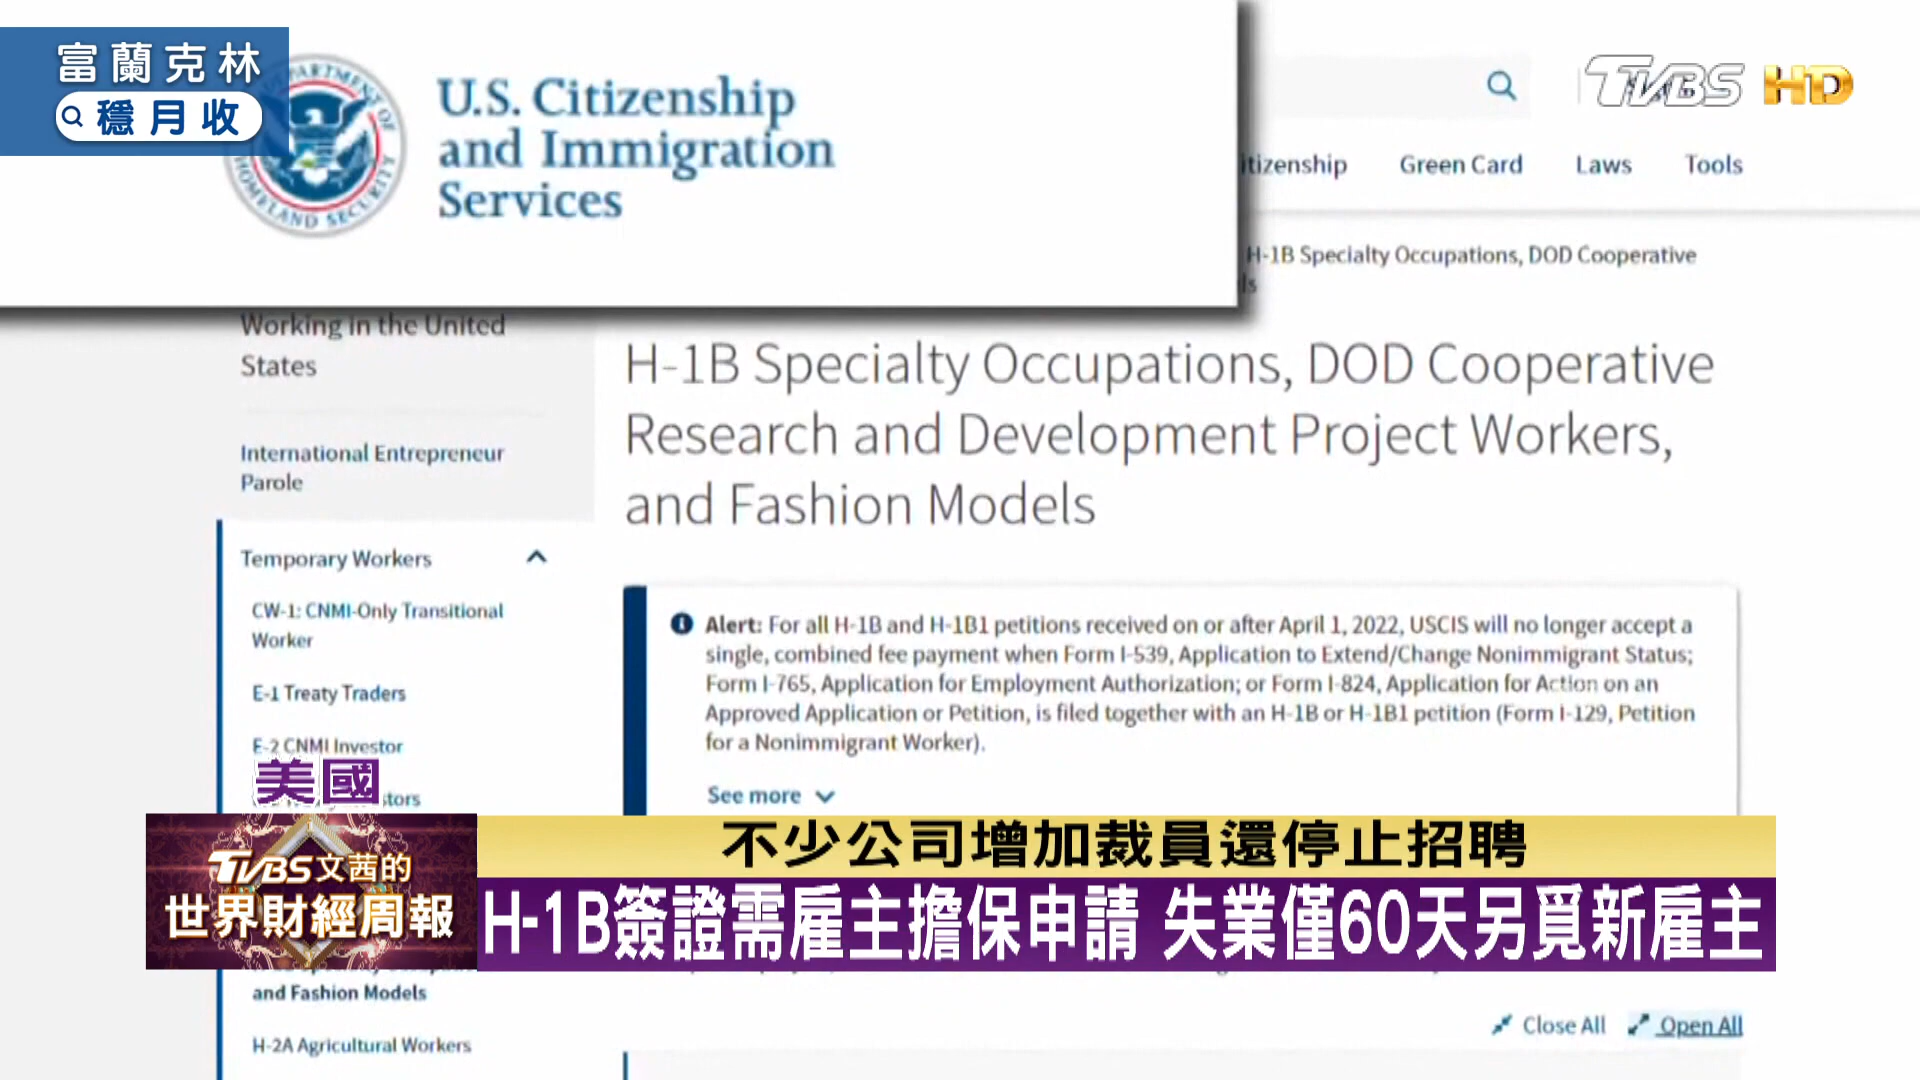 富蘭克林
穩月收
DEPARTMENT OF
HOMELAND SECURITY
U.S. Citizenship
and Immigration
Services
TVBS HD
itizenship Green Card Laws Tools
H-1B Specialty Occupations, DOD Cooperative
ls
Working in the United
States
International Entrepreneur
Parole
Temporary Workers
CW-1: CNMI-Only Transitional
Worker
E-1 Treaty Traders
E-2 CNMI Investor
tors
H-1B Specialty Occupations, DOD Cooperative
Research and Development Project Workers,
and Fashion Models
Alert: For all H-1B and H-1B1 petitions received on or after April 1, 2022, USCIS will no longer accept a
single, combined fee payment when Form I-539, Application to Extend/Change Nonimmigrant Status;
Form I-765, Application for Employment Authorization; or Form I-824, Application for Action on an
Approved Application or Petition, is filed together with an H-1B or H-1B1 petition (Form I-129, Petition
for a Nonimmigrant Worker).
See more
美國
TVBS文茜的
世界財經周報
不少公司增加裁員還停止招聘
H-1B簽證需雇主擔保申請 失業僅60天另覓新雇主
and Fashion Models
H-2A Agricultural Workers
Close All Open All